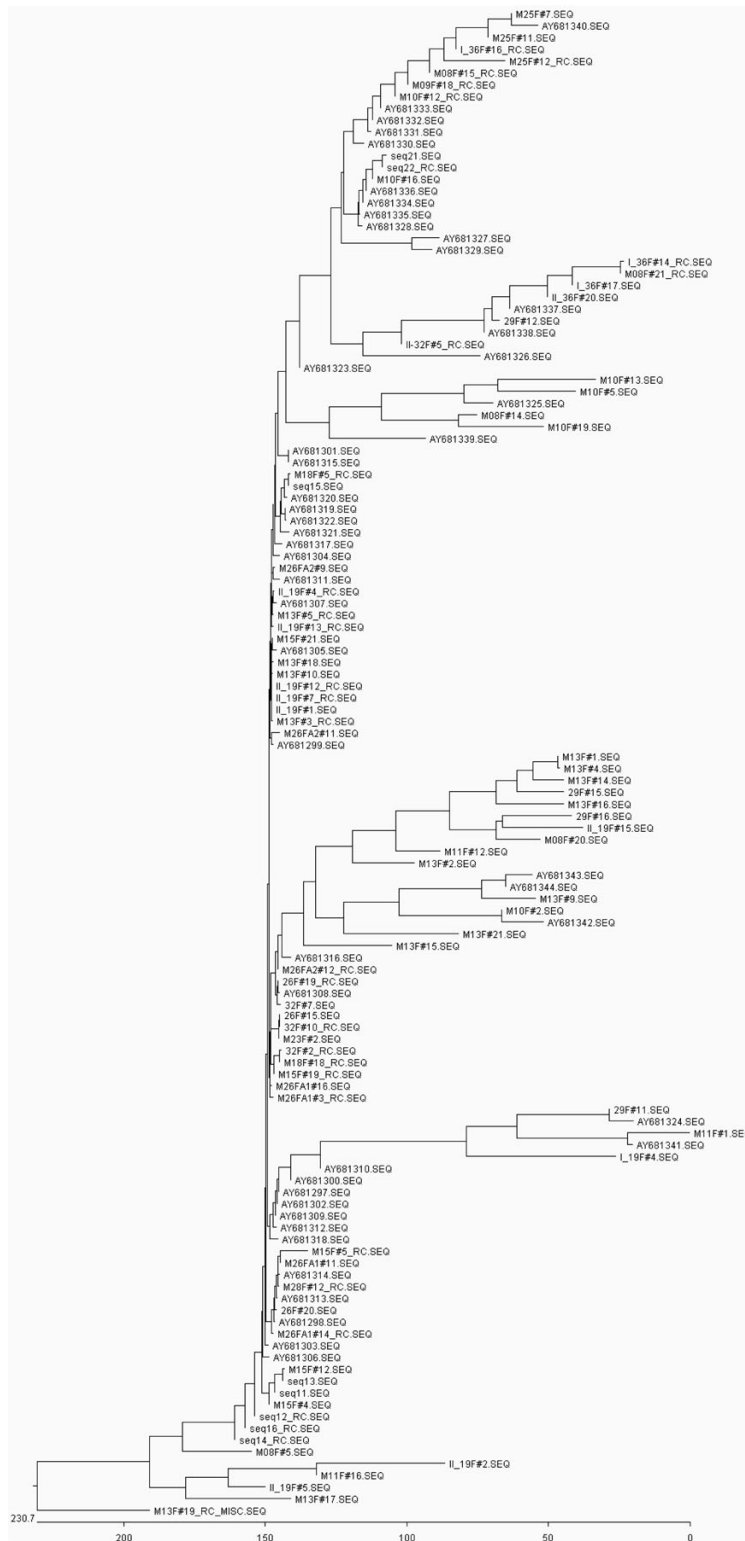 M25F#7.SEQ
AY681340.SEQ
M25F#11.SEQ
I_36F#16_RC.SEQ
M25F#12_RC.SEQ
M08F#15_RC.SEQ
M09F#18_RC.SEQ
M10F#12_RC.SEQ
AY681333.SEQ
AY681332.SEQ
AY681331.SEQ
AY681330.SEQ
seq21.SEQ
seq22_RC.SEQ
M10F#16.SEQ
AY681336.SEQ
AY681334.SEQ
AY681335.SEQ
AY681328.SEQ
AY681327.SEQ
AY681329.SEQ
I_36F#14_RC.SEQ
M08F#21_RC.SEQ
I_36F#17.SEQ
II_36F#20.SEQ
AY681337.SEQ
29F#12.SEQ
AY681338.SEQ
II-32F#5_RC.SEQ
AY681326.SEQ
AY681323.SEQ
M10F#13.SEQ
M10F#5.SEQ
AY681325.SEQ
M08F#14.SEQ
M10F#19.SEQ
AY681339.SEQ
AY681301.SEQ
AY681315.SEQ
M18F#5_RC.SEQ
seq15.SEQ
AY681320.SEQ
AY681319.SEQ
AY681322.SEQ
AY681321.SEQ
AY681317.SEQ
AY681304.SEQ
M26FA2#9.SEQ
AY681311.SEQ
II_19F#4_RC.SEQ
AY681307.SEQ
M13F#5_RC.SEQ
II_19F#13_RC.SEQ
M15F#21.SEQ
AY681305.SEQ
M13F#18.SEQ
M13F#10.SEQ
II_19F#12_RC.SEQ
II_19F#7_RC.SEQ
II_19F#1.SEQ
M13F#3_RC.SEQ
M26FA2#11.SEQ
AY681299.SEQ
M13F#1.SEQ
M13F#4.SEQ
M13F#14.SEQ
29F#15.SEQ
M13F#16.SEQ
29F#16.SEQ
II_19F#15.SEQ
M08F#20.SEQ
M11F#12.SEQ
M13F#2.SEQ
AY681343.SEQ
AY681344.SEQ
M13F#9.SEQ
M10F#2.SEQ
AY681342.SEQ
M13F#21.SEQ
M13F#15.SEQ
AY681316.SEQ
M26FA2#12_RC.SEQ
26F#19_RC.SEQ
AY681308.SEQ
32F#7.SEQ
26F#15.SEQ
32F#10_RC.SEQ
M23F#2.SEQ
32F#2_RC.SEQ
M18F#18_RC.SEQ
M15F#19_RC.SEQ
M26FA1#16.SEQ
M26FA1#3_RC.SEQ
29F#11.SEQ
AY681324.SEQ
M11F#1.SE
AY681341.SEQ
I_19F#4.SEQ
AY681310.SEQ
AY681300.SEQ
AY681297.SEQ
AY681302.SEQ
AY681309.SEQ
AY681312.SEQ
AY681318.SEQ
M15F#5_RC.SEQ
M26FA1#11.SEQ
AY681314.SEQ
M28F#12_RC.SEQ
AY681313.SEQ
26F#20.SEQ
AY681298.SEQ
M26FA1#14_RC.SEQ
AY681303.SEQ
AY681306.SEQ
M15F#12.SEQ
seq13.SEQ
seq11.SEQ
M15F#4.SEQ
seq12_RC.SEQ
seq16_RC.SEQ
seq14_RC.SEQ
M08F#5.SEQ
II_19F#2.SEQ
M11F#16.SEQ
II_19F#5.SEQ
M13F#17.SEQ
M13F#19_RC_MISC.SEQ
230.7
200 150 100 50 0